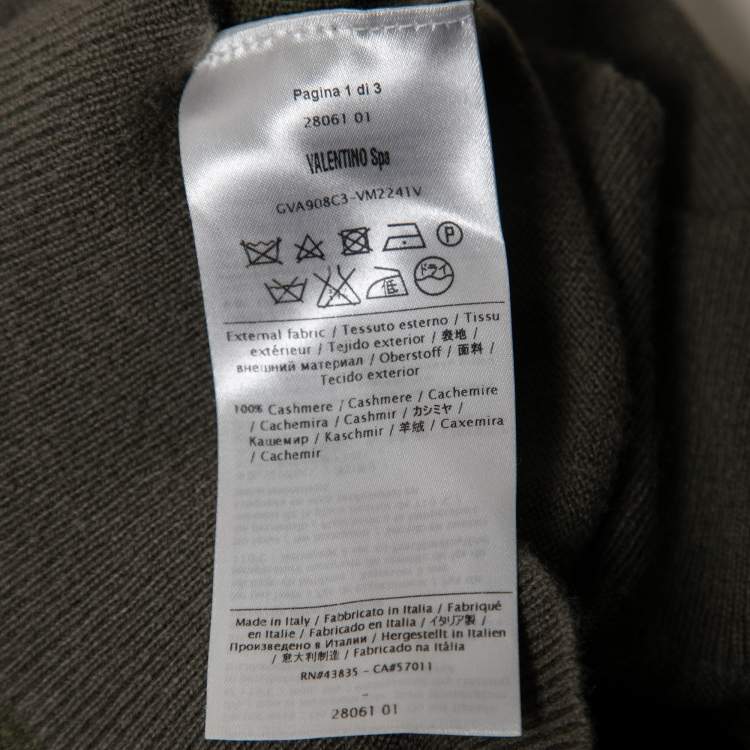 Pagina 1 di 3
28061 01
VALENTINO Spa
GVA908C3-VM2241V
P
低 ドライ
External fabric / Tessuto esterno / Tissu
extérieur / Tejido exterior / 表地 /
внешний материал / Oberstoff / 面料 /
Tecido exterior
100% Cashmere / Cashmere / Cachemire
/ Cachemira / Cashmir / カシミヤ /
Кашемир / Kaschmir / 羊绒 / Caxemira
/ Cachemir
Made in Italy / Fabbricato in Italia / Fabriqué
en Italie / Fabricado en Italia / イタリア製 /
Произведено в Италии / Hergestellt in Italien
/ 意大利制造 / Fabricado na Itália
RN#43835 - CA#57011
-
28061 01